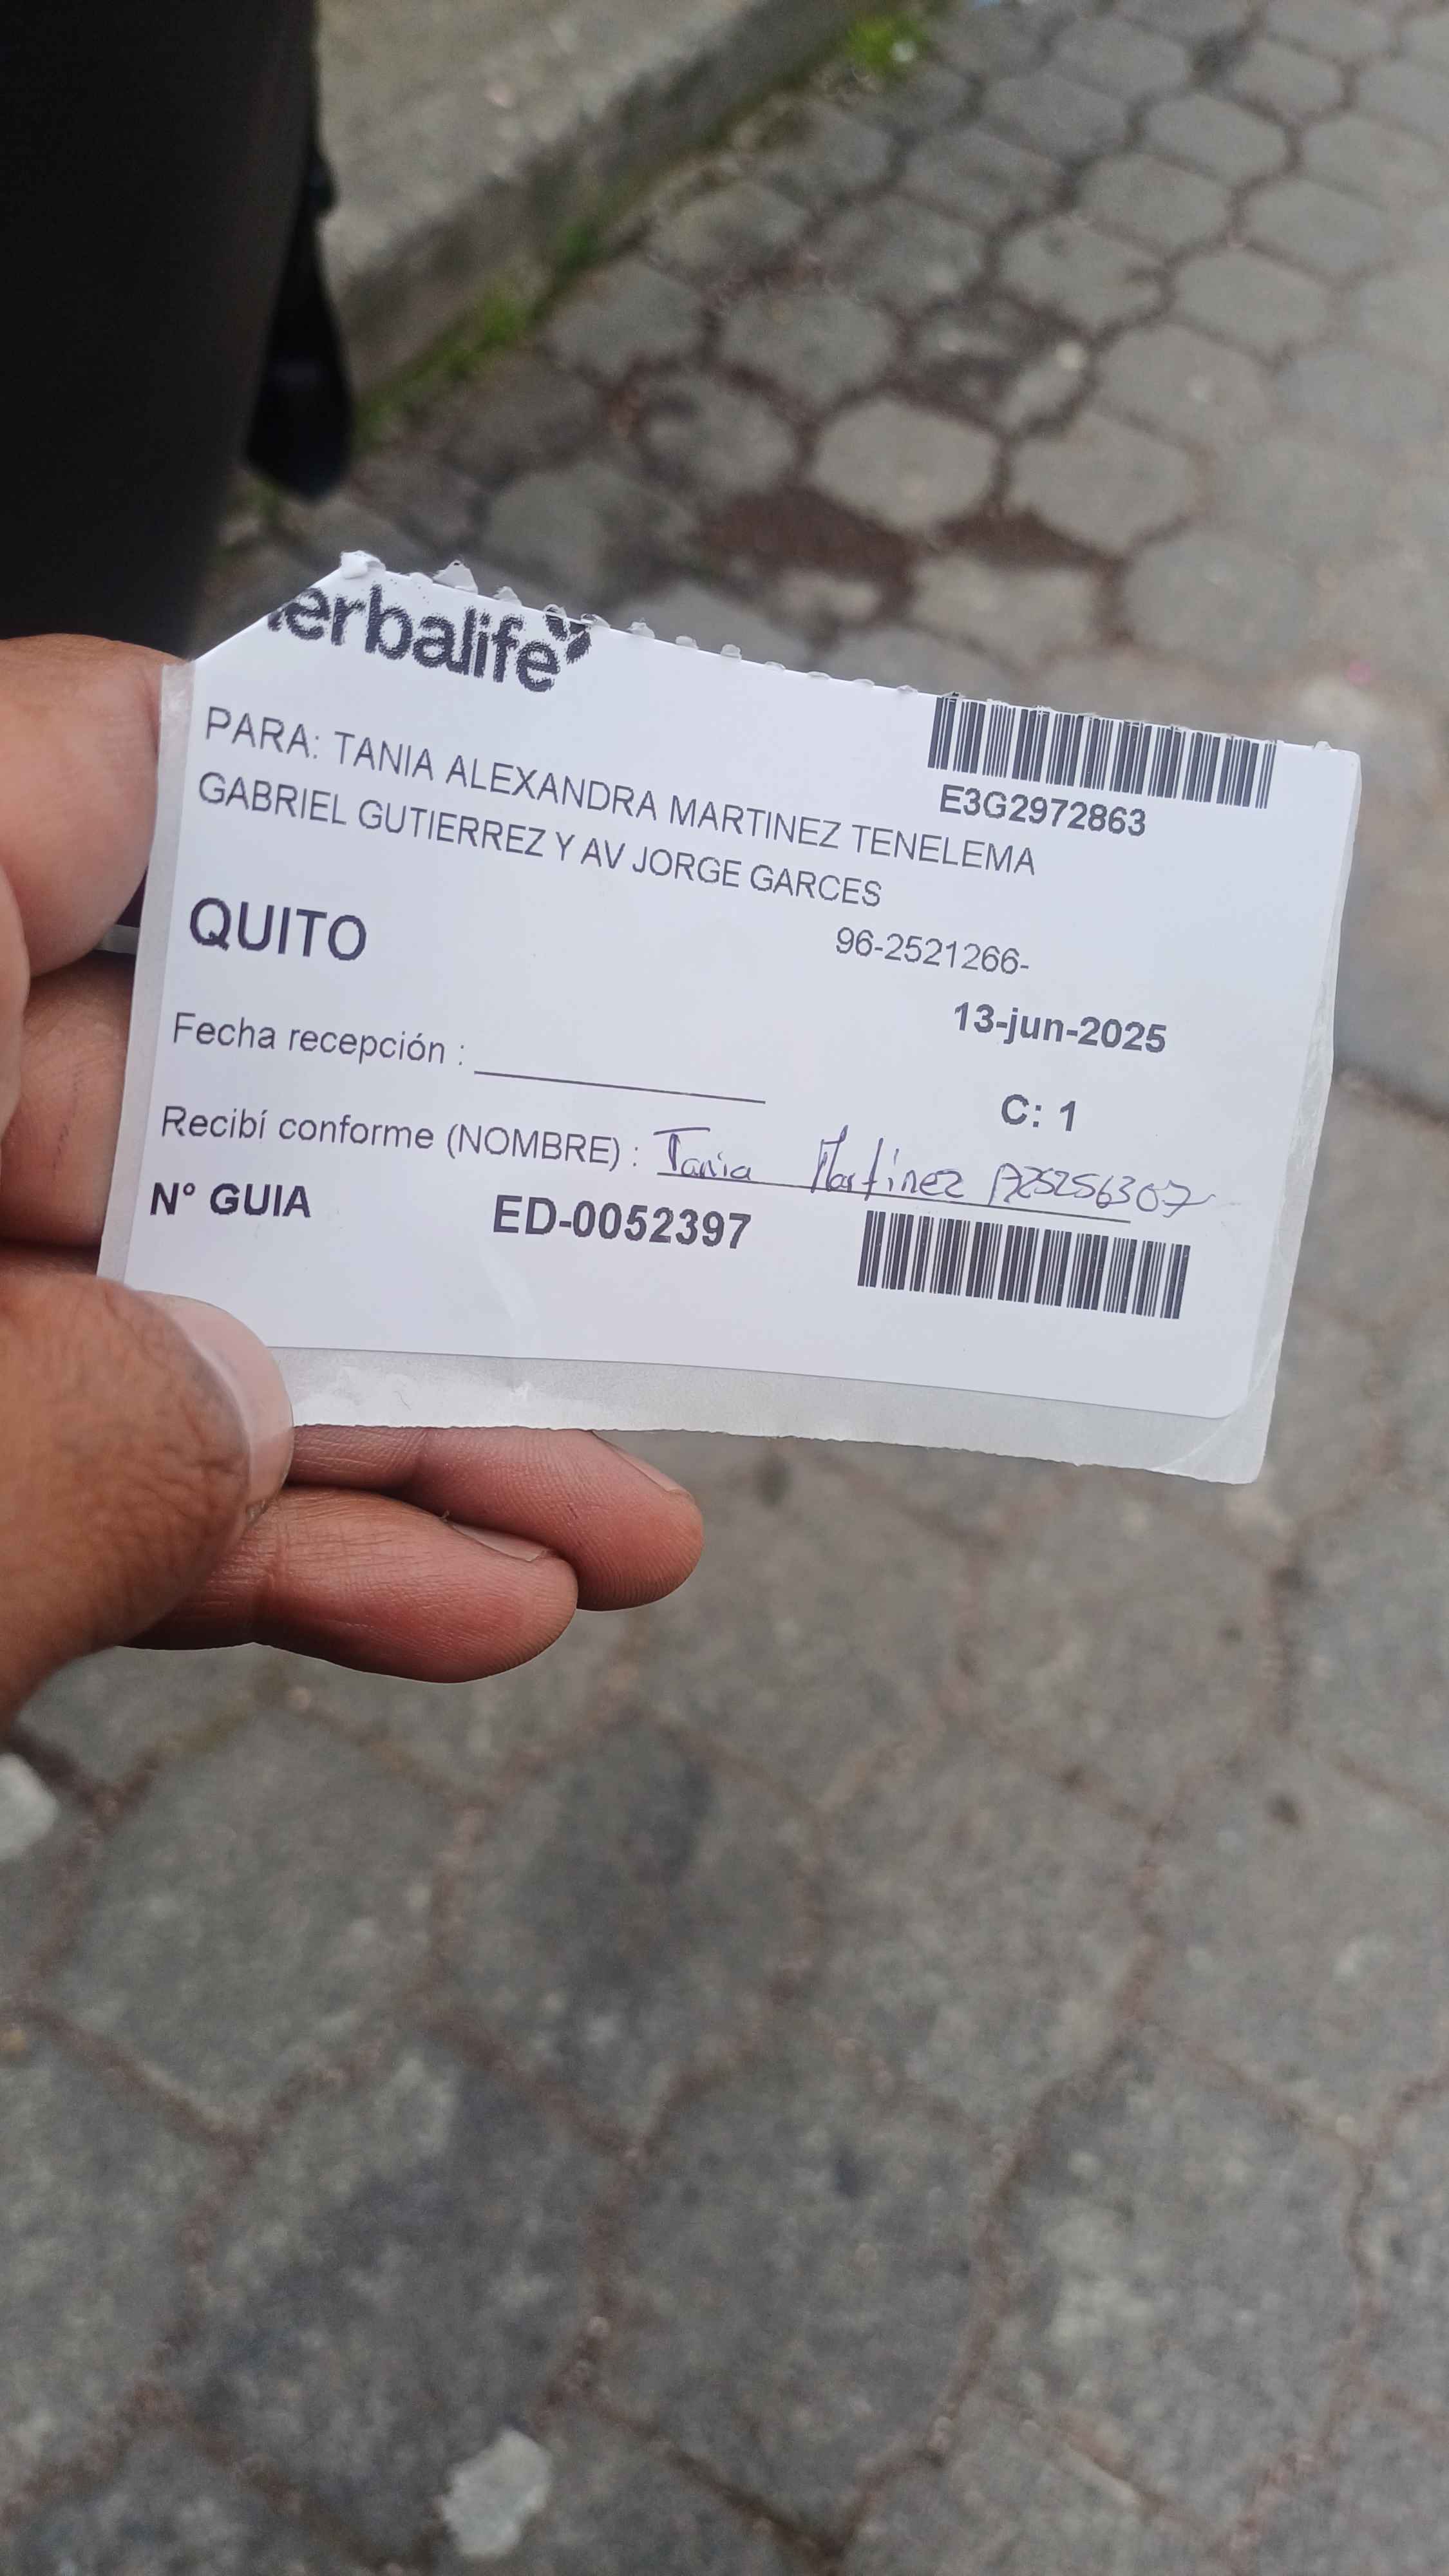 erbalife
E3G2972863
PARA: TANIA ALEXANDRA MARTINEZ TENELEMA
GABRIEL GUTIERREZ Y AV JORGE GARCES
QUITO
96-2521266-
13-jun-2025
Fecha recepción :
C: 1
Recibí conforme (NOMBRE) : Tania Martinez
N° GUIA ED-0052397